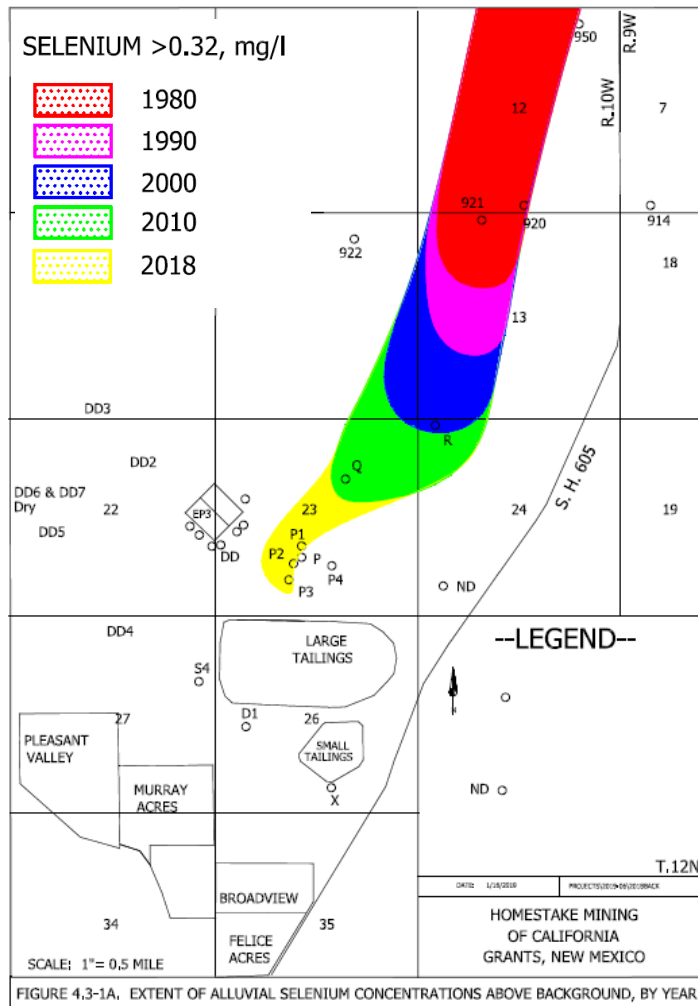 SELENIUM >0.32, mg/l
1980
1990
2000
2010
2018
950
R.9W
R.10W
12
7
921
920
914
922
18
13
DD3
R
DD2
Q
S. H. 605
DD6 & DD7
Dry
22
EP3
23
24
19
DD5
DD
P1
P2
P
P4
P3
ND
DD4
LARGE
TAILINGS
--LEGEND--
S4
27
D1
26
PLEASANT
VALLEY
SMALL
TAILINGS
MURRAY
ACRES
X
ND
T.12N
DATE: 1/16/2019
PROJECTS\2019-06\2018BACK
BROADVIEW
HOMESTAKE MINING
OF CALIFORNIA
GRANTS, NEW MEXICO
34
35
FELICE
ACRES
SCALE: 1"= 0.5 MILE
FIGURE 4.3-1A. EXTENT OF ALLUVIAL SELENIUM CONCENTRATIONS ABOVE BACKGROUND, BY YEAR